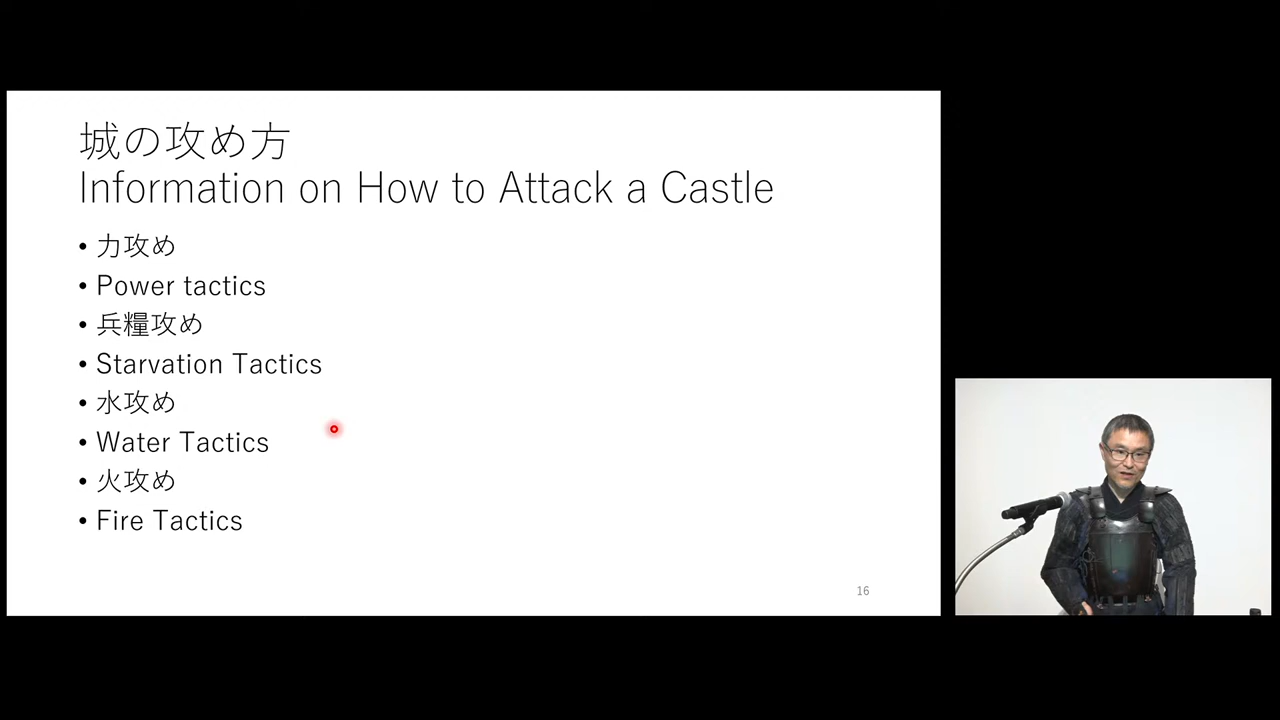 城の攻め方
Information on How to Attack a Castle
• 力攻め
• Power tactics
• 兵糧攻め
• Starvation Tactics
• 水攻め
• Water Tactics
• 火攻め
• Fire Tactics
16